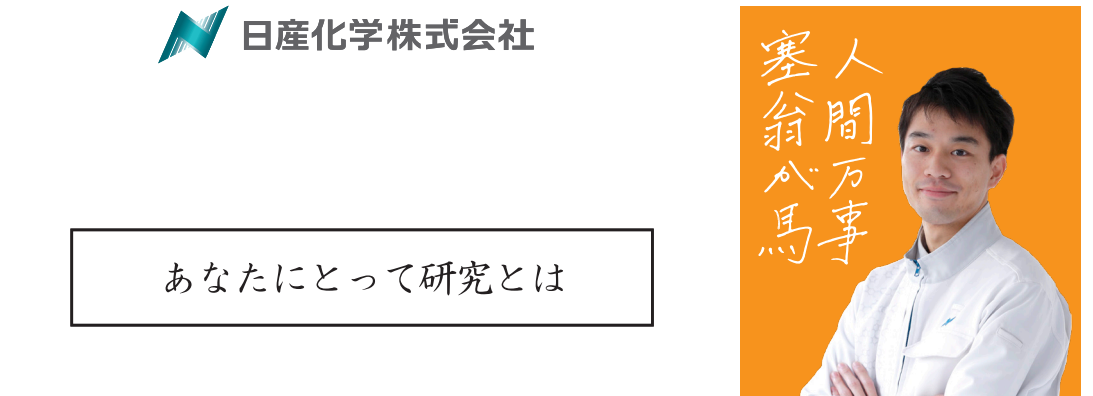 日産化学株式会社
あなたにとって研究とは
人間万事
塞翁が馬